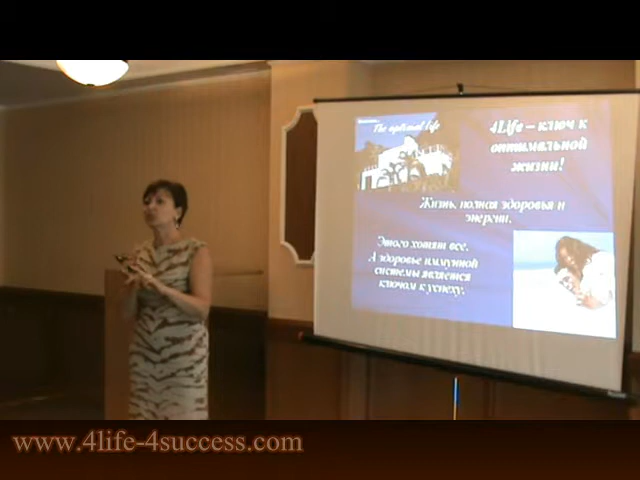 The optimal life
4Life – ключ к
оптимальной
жизни!
Жизнь, полная здоровья и
энергии.
Этого хотят все.
А здоровье иммунной
системы является
ключом к успеху.
www.4life-4success.com